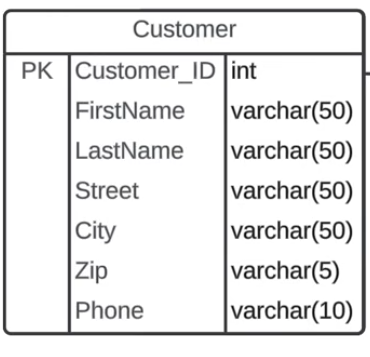 Customer
PK Customer_ID int
FirstName varchar(50)
LastName varchar(50)
Street varchar(50)
City varchar(50)
Zip varchar(5)
Phone varchar(10)